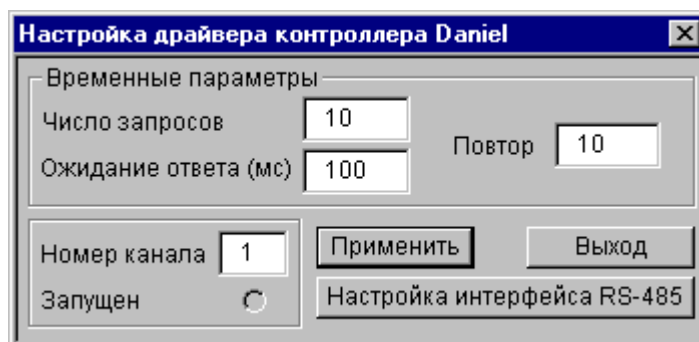 Настройка драйвера контроллера Daniel
Временные параметры
Число запросов 10
Ожидание ответа (мс) 100
Повтор 10
Номер канала 1
Запущен
Применить
Выход
Настройка интерфейса RS-485